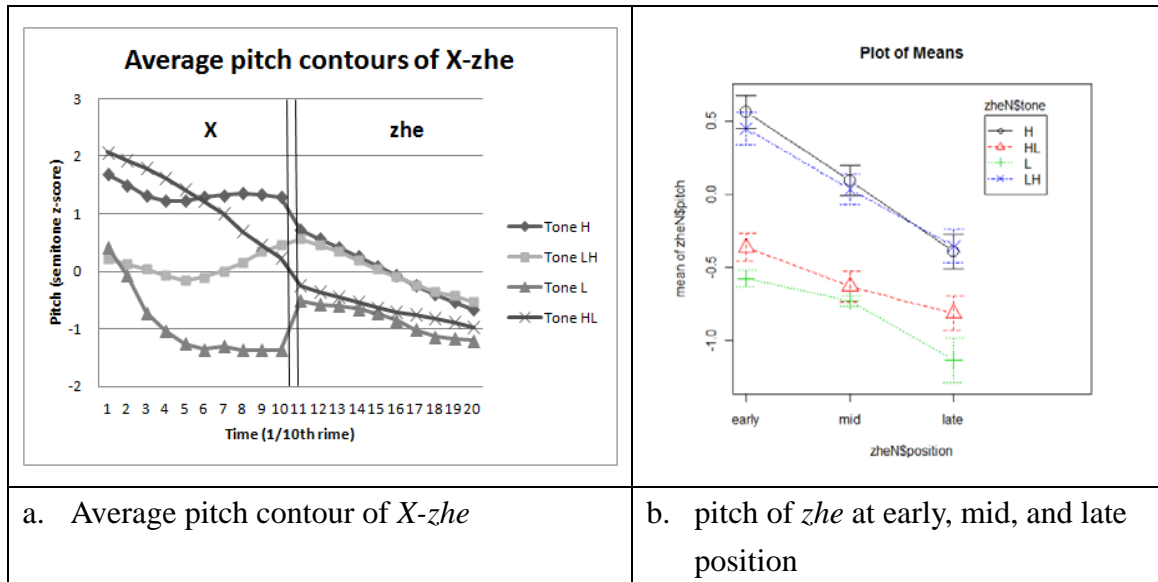 Average pitch contours of X-zhe
3
2
1
0
-1
-2
Pitch (semitone z-score)
X
zhe
1 2 3 4 5 6 7 8 9 10 11 12 13 14 15 16 17 18 19 20
Time (1/10th rime)
Tone H
Tone LH
Tone L
Tone HL
Plot of Means
mean of zheN$pitch
0.5
0.0
-0.5
-1.0
zheN$tone
H
HL
L
LH
early
mid
late
zheN$position
a. Average pitch contour of X-zhe
b. pitch of zhe at early, mid, and late
position